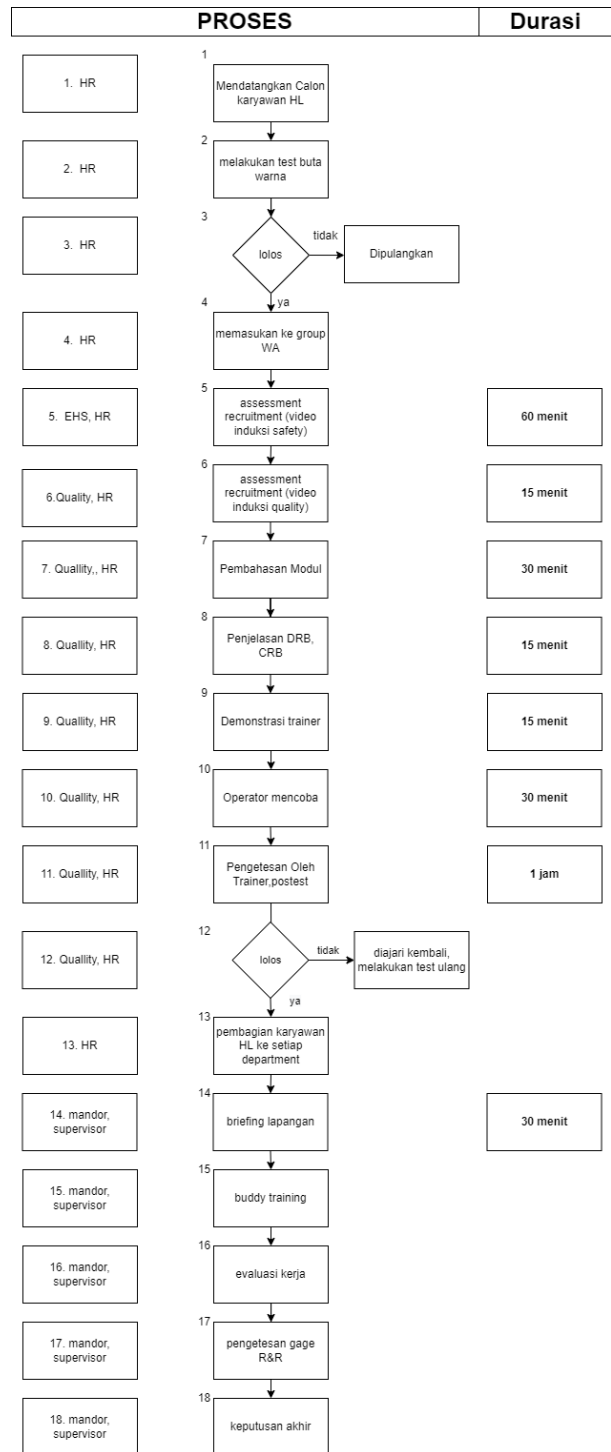 PROSES
Durasi
1
1. HR
Mendatangkan Calon
karyawan HL
2
2. HR
melakukan test buta
warna
3
3. HR
lolos
tidak
Dipulangkan
ya
4
4. HR
memasukan ke group
WA
5
5. EHS, HR
assessment
recruitment (video
induksi safety)
60 menit
6
6.Quality, HR
assessment
recruitment (video
induksi quality)
15 menit
7
7. Quallity,, HR
Pembahasan Modul
30 menit
8
8. Quallity, HR
Penjelasan DRB,
CRB
15 menit
9
9. Quallity, HR
Demonstrasi trainer
15 menit
10
10. Quallity, HR
Operator mencoba
30 menit
11
11. Quallity, HR
Pengetesan Oleh
Trainer,postest
1 jam
12
12. Quallity, HR
lolos
tidak
diajari kembali,
melakukan test ulang
ya
13
13. HR
pembagian karyawan
HL ke setiap
department
14
14. mandor,
supervisor
briefing lapangan
30 menit
15
15. mandor,
supervisor
buddy training
16
16. mandor,
supervisor
evaluasi kerja
17
17. mandor,
supervisor
pengetesan gage
R&R
18
18. mandor,
supervisor
keputusan akhir